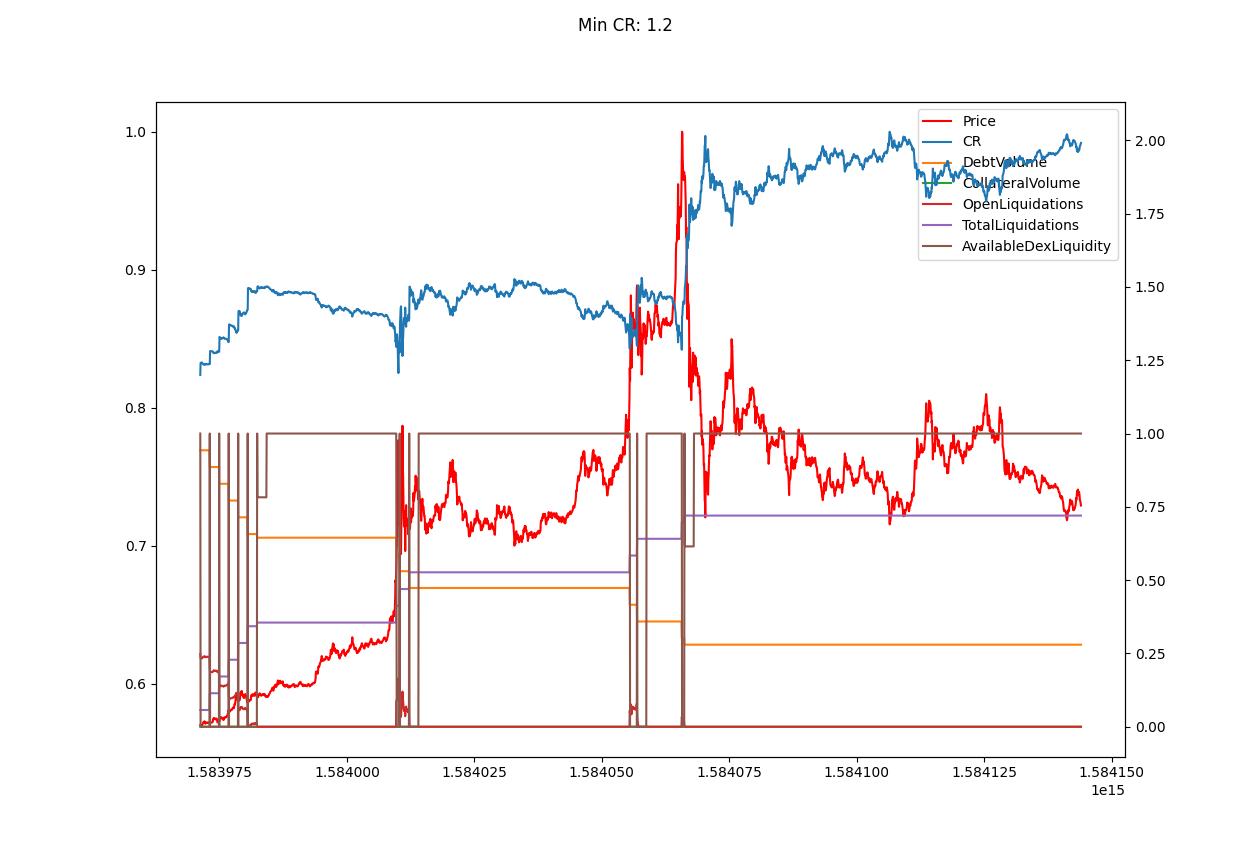 Min CR: 1.2
1.0
0.9
0.8
0.7
0.6
Price
CR
DebtVolume
CollateralVolume
OpenLiquidations
TotalLiquidations
AvailableDexLiquidity
2.00
1.75
1.50
1.25
1.00
0.75
0.50
0.25
0.00
1.583975 1.584000 1.584025 1.584050 1.584075 1.584100 1.584125 1.584150
1e15